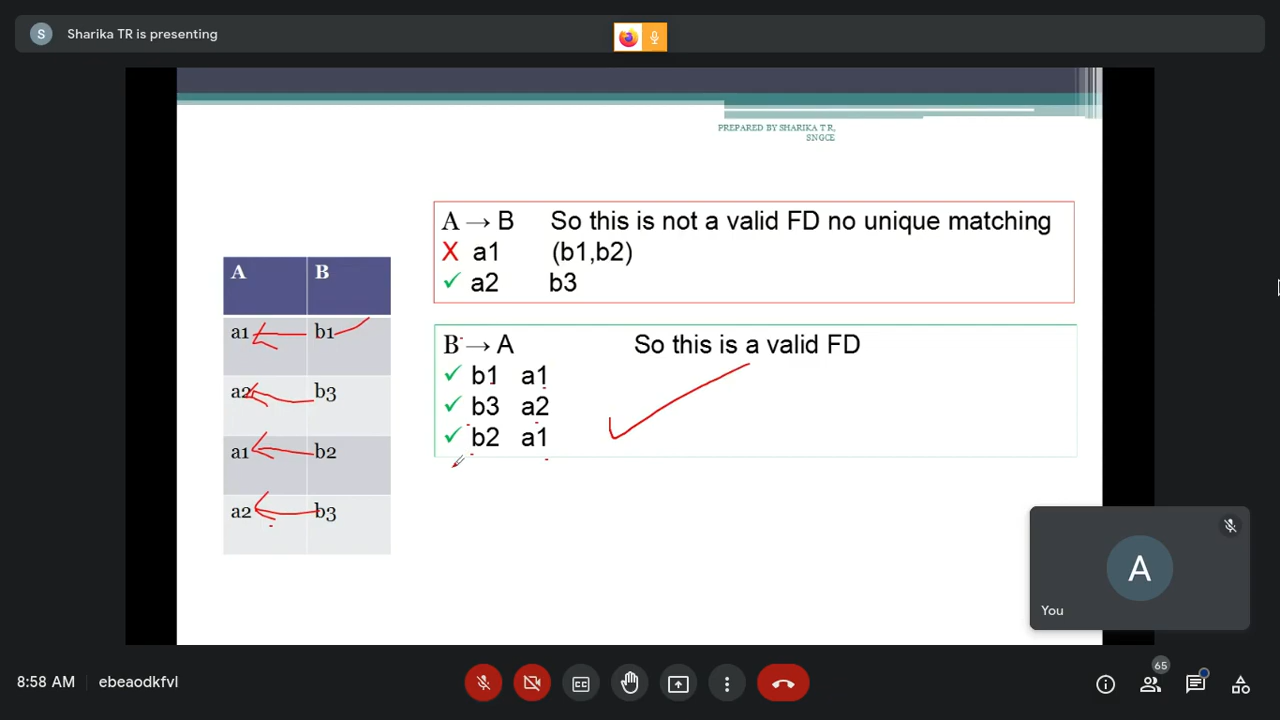 S Sharika TR is presenting
PREPARED BY SHARIKA T R,
SNGCE
A → B So this is not a valid FD no unique matching
X a1 (b1,b2)
✓ a2 b3
A B
a1 b1
a2 b3
a1 b2
a2 b3
B → A So this is a valid FD
✓ b1 a1
✓ b3 a2
✓ b2 a1
A
You
8:58 AM ebeaodkfvl
CC
65